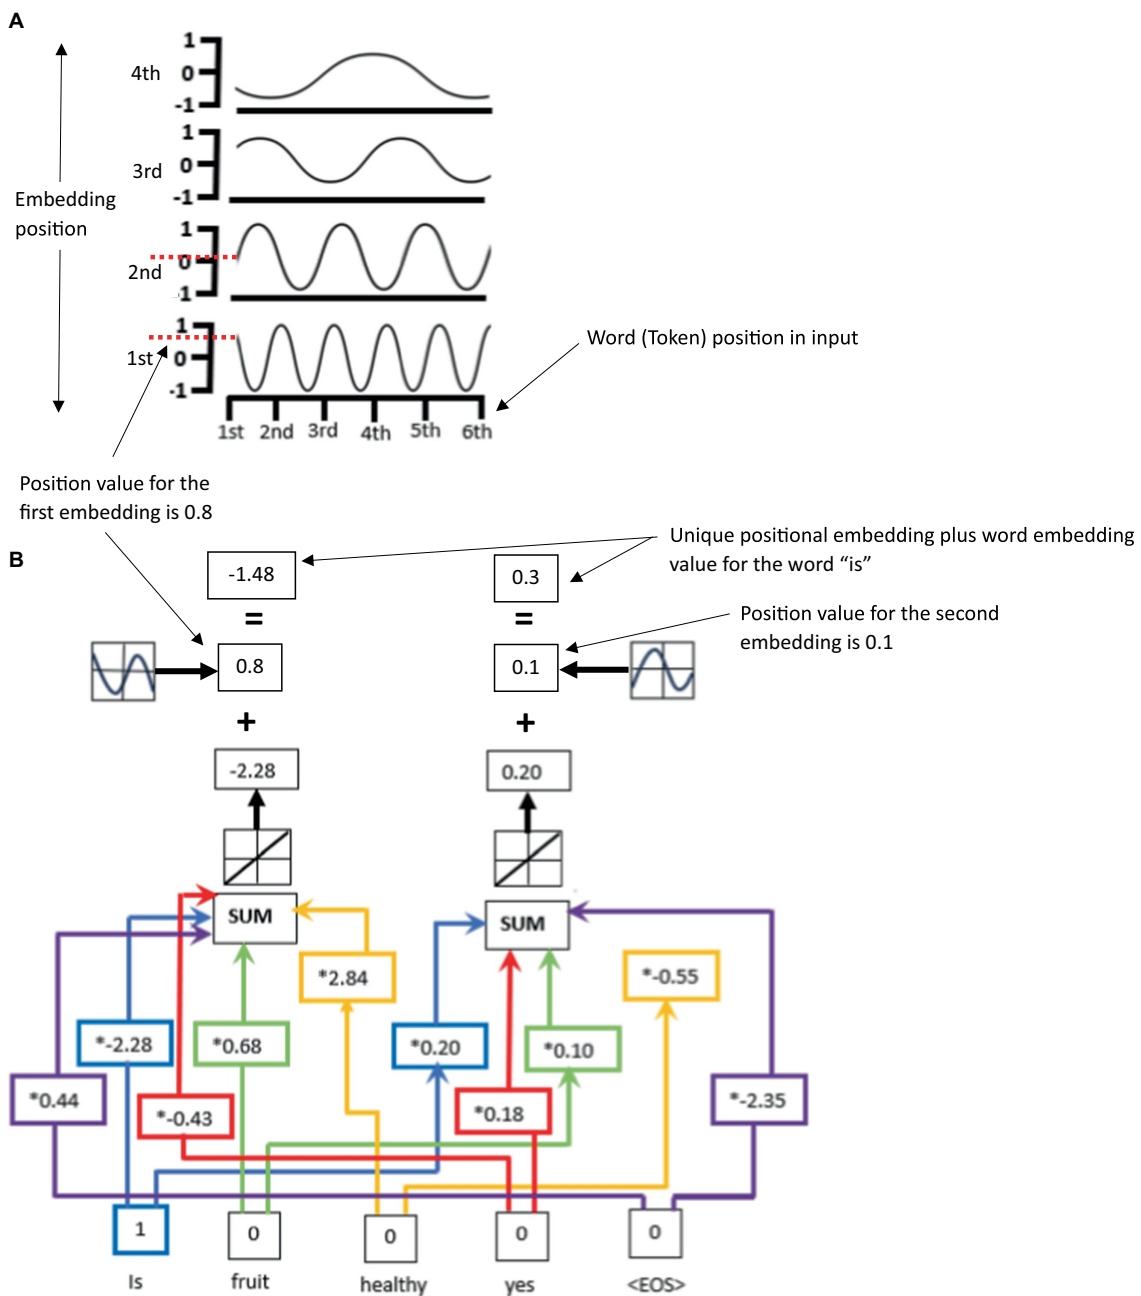 A
1
4th
0
-1
1
3rd
0
-1
Embedding
position
1
0
2nd
-1
1
Word (Token) position in input
1st
0
-1
1st 2nd 3rd 4th 5th 6th
Position value for the
first embedding is 0.8
Unique positional embedding plus word embedding
value for the word “is”
B
-1.48
0.3
=
=
Position value for the second
embedding is 0.1
0.8
0.1
+
+
-2.28
0.20
SUM
SUM
*2.84
*-0.55
*-2.28
*0.68
*0.20
*0.10
*0.44
*-0.43
*0.18
*-2.35
1
0
0
0
0
Is
fruit
healthy
yes
<EOS>